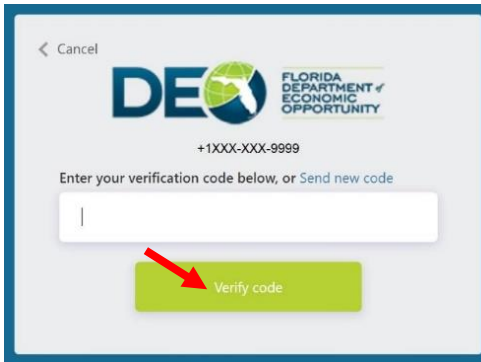 Cancel
DEO
FLORIDA
DEPARTMENT of
ECONOMIC
OPPORTUNITY
+1XXX-XXX-9999
Enter your verification code below, or Send new code
Verify code